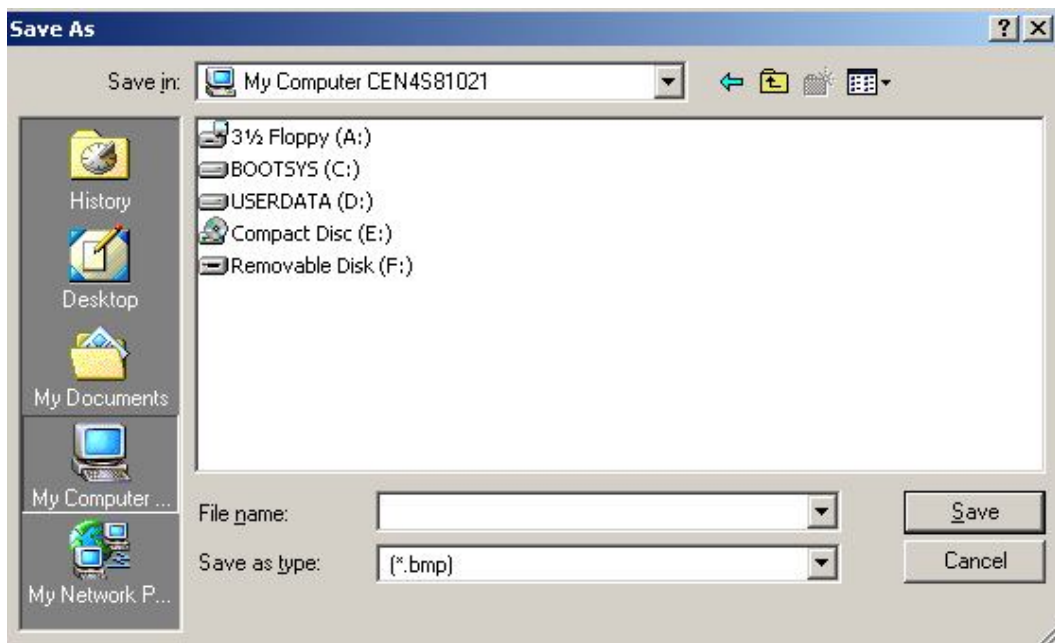 Save As
Save in: My Computer CEN4S81021
History
Desktop
My Documents
My Computer ...
My Network P...
3½ Floppy (A:)
BOOTSYS (C:)
USERDATA (D:)
Compact Disc (E:)
Removable Disk (F:)
File name:
Save
Save as type: (*.bmp)
Cancel